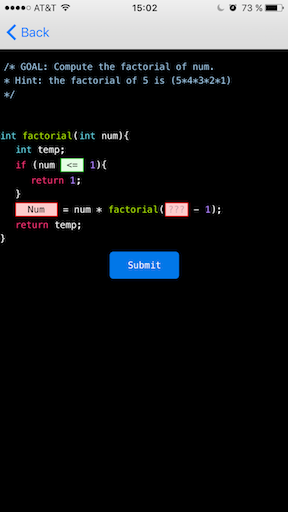 AT&T 15:02 73 %
Back
/* GOAL: Compute the factorial of num.
* Hint: the factorial of 5 is (5*4*3*2*1)
*/
int factorial(int num){
int temp;
if (num <= 1){
return 1;
}
Num = num * factorial(??? - 1);
return temp;
}
Submit